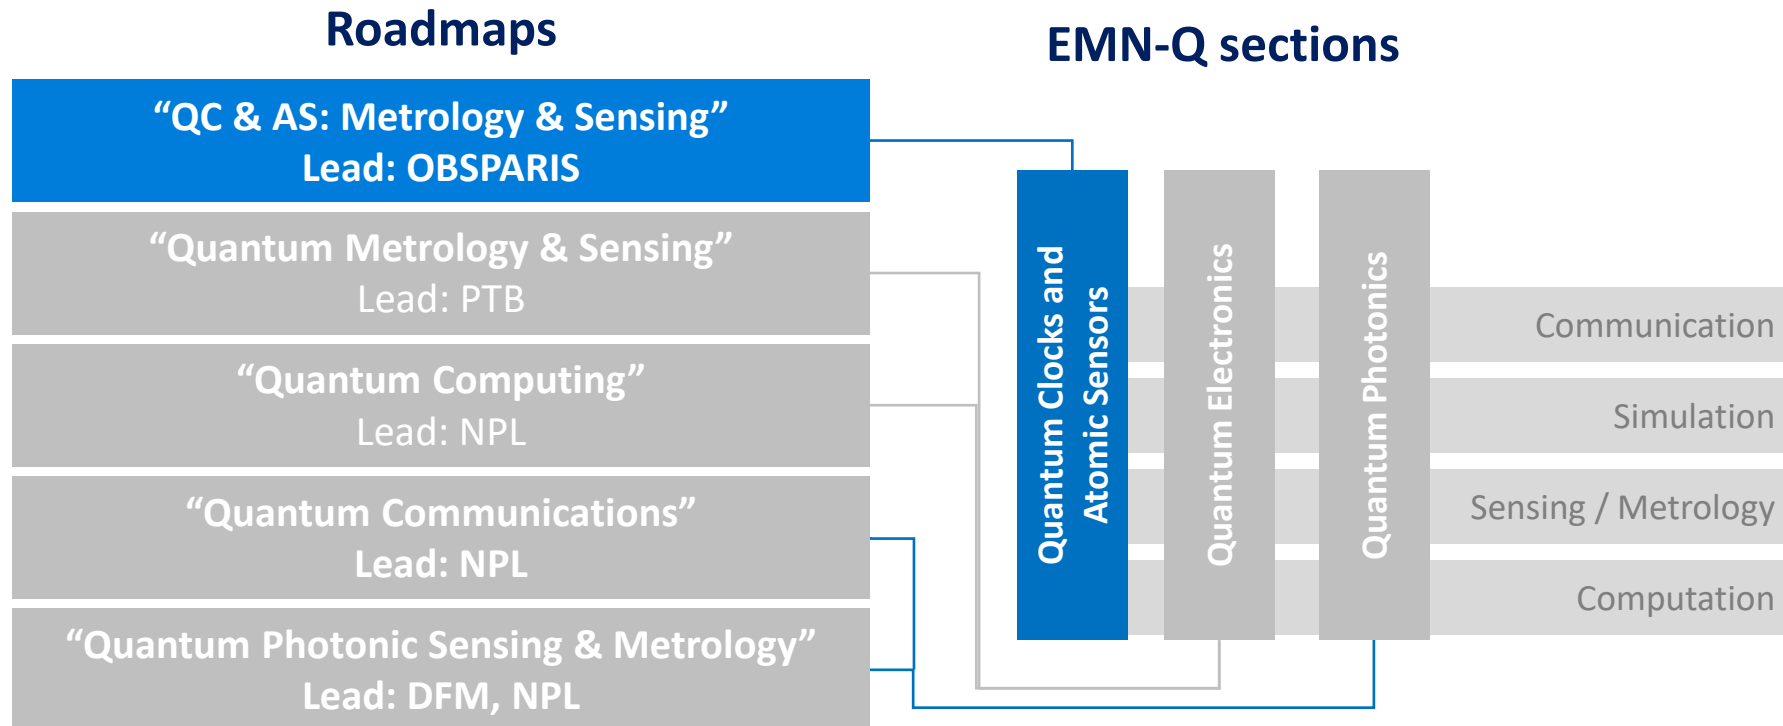 Roadmaps
“QC & AS: Metrology & Sensing”
Lead: OBSPARIS
“Quantum Metrology & Sensing”
Lead: PTB
“Quantum Computing”
Lead: NPL
“Quantum Communications”
Lead: NPL
“Quantum Photonic Sensing & Metrology”
Lead: DFM, NPL
EMN-Q sections
Quantum Clocks and
Atomic Sensors
Quantum Electronics
Quantum Photonics
Communication
Simulation
Sensing / Metrology
Computation